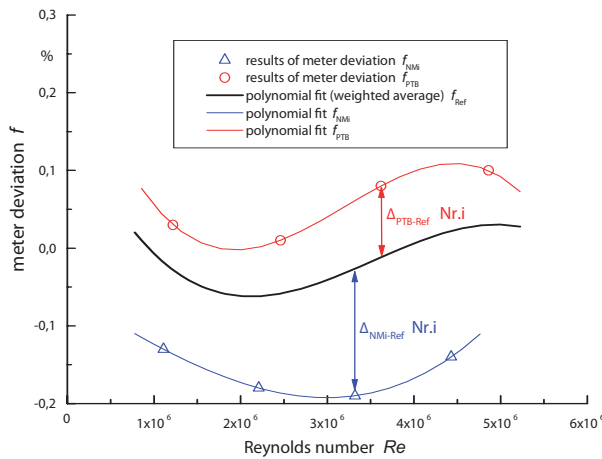 0,3
%
0,2
0,1
0,0
-0,1
-0,2
meter deviation f
results of meter deviation f_NMi
results of meter deviation f_PTB
polynomial fit (weighted average) f_Ref
polynomial fit f_NMi
polynomial fit f_PTB
Δ_PTB-Ref Nr.i
Δ_NMi-Ref Nr.i
0 1x10^6 2x10^6 3x10^6 4x10^6 5x10^6 6x10^6
Reynolds number Re